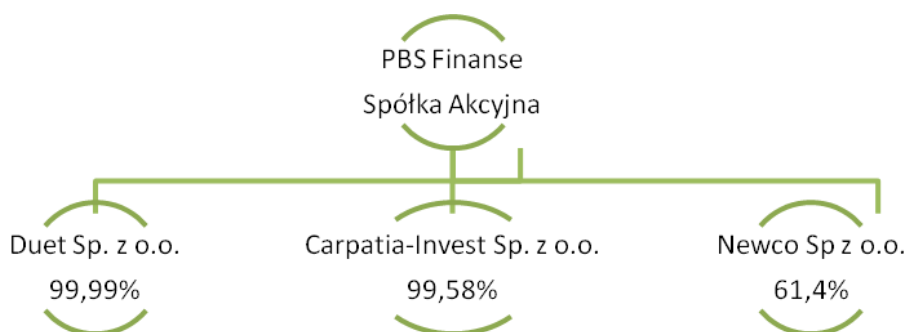 PBS Finanse
Spółka Akcyjna
Duet Sp. z o.o.
99,99%
Carpatia-Invest Sp. z o.o.
99,58%
Newco Sp z o.o.
61,4%